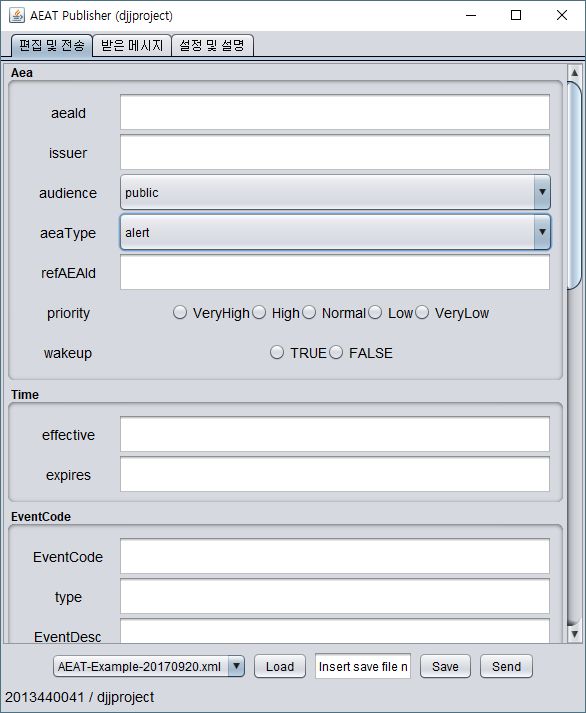 AEAT Publisher (djjproject)
편집 및 전송 받은 메시지 설정 및 설명
Aea
aeaId
issuer
audience public
aeaType alert
refAEAId
priority VeryHigh High Normal Low VeryLow
wakeup TRUE FALSE
Time
effective
expires
EventCode
EventCode
type
EventDesc
AEAT-Example-20170920.xml Load Insert save file n Save Send
2013440041 / djjproject